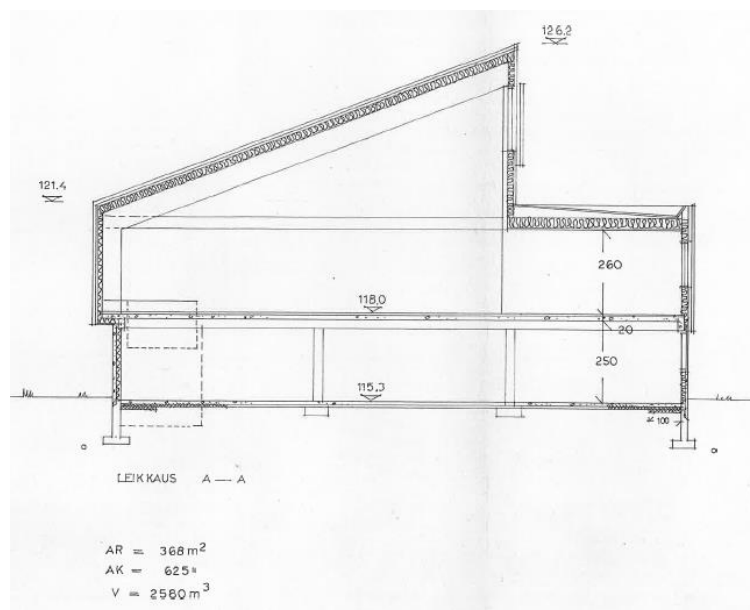 126.2
121.4
260
118.0
20
250
115.3
≥ 100
LEIKKAUS A — A
AR = 368 m²
AK = 625 "
V = 2580 m³